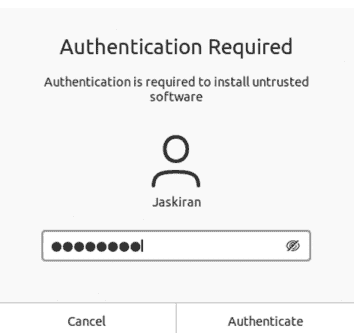 Authentication Required
Authentication is required to install untrusted
software
Jaskiran
●●●●●●●●
Cancel
Authenticate